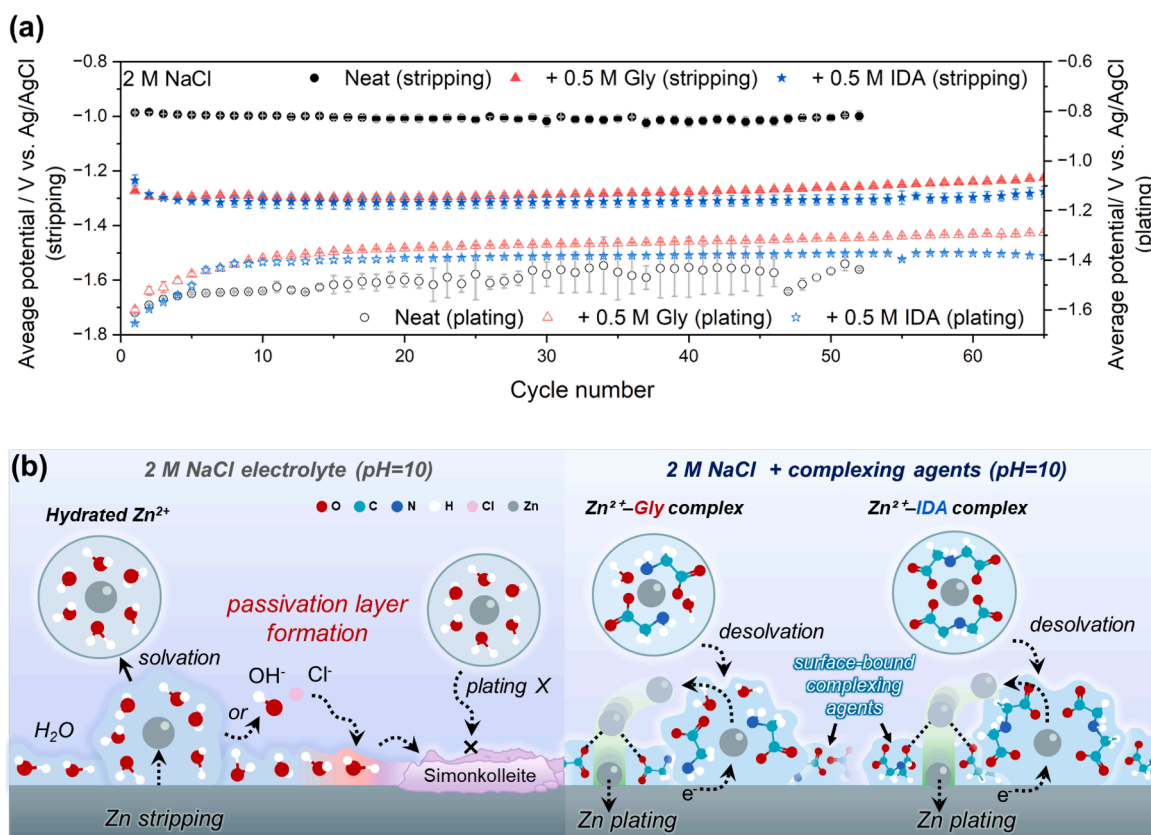 (a)
−0.8
−1.0
−1.2
−1.4
−1.6
−1.8
Aveage potential/ V vs. Ag/AgCl
(stripping)
2 M NaCl
Neat (stripping)
+ 0.5 M Gly (stripping)
+ 0.5 M IDA (stripping)
Neat (plating)
+ 0.5 M Gly (plating)
+ 0.5 M IDA (plating)
−0.6
−0.8
−1.0
−1.2
−1.4
−1.6
Average potential/ V vs. Ag/AgCl
(plating)
0 10 20 30 40 50 60
Cycle number
(b)
2 M NaCl electrolyte (pH=10)
O C N H Cl Zn
Hydrated Zn²⁺
passivation layer
formation
solvation
OH⁻
Cl⁻
or
H₂O
plating X
Simonkolleite
Zn stripping
2 M NaCl + complexing agents (pH=10)
Zn²⁺–Gly complex
Zn²⁺–IDA complex
desolvation
desolvation
surface-bound
complexing
agents
e⁻
e⁻
Zn plating
Zn plating